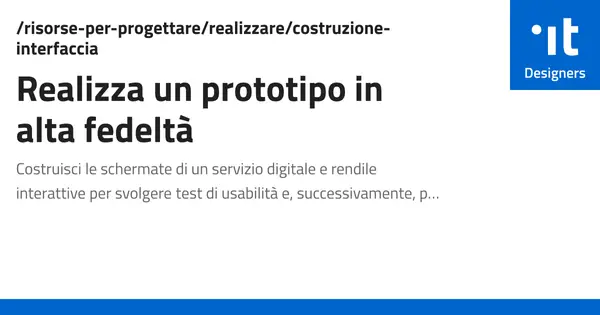 /risorse-per-progettare/realizzare/costruzione-
interfaccia
Realizza un prototipo in
alta fedeltà
Costruisci le schermate di un servizio digitale e rendile
interattive per svolgere test di usabilità e, successivamente, p…
.it
Designers